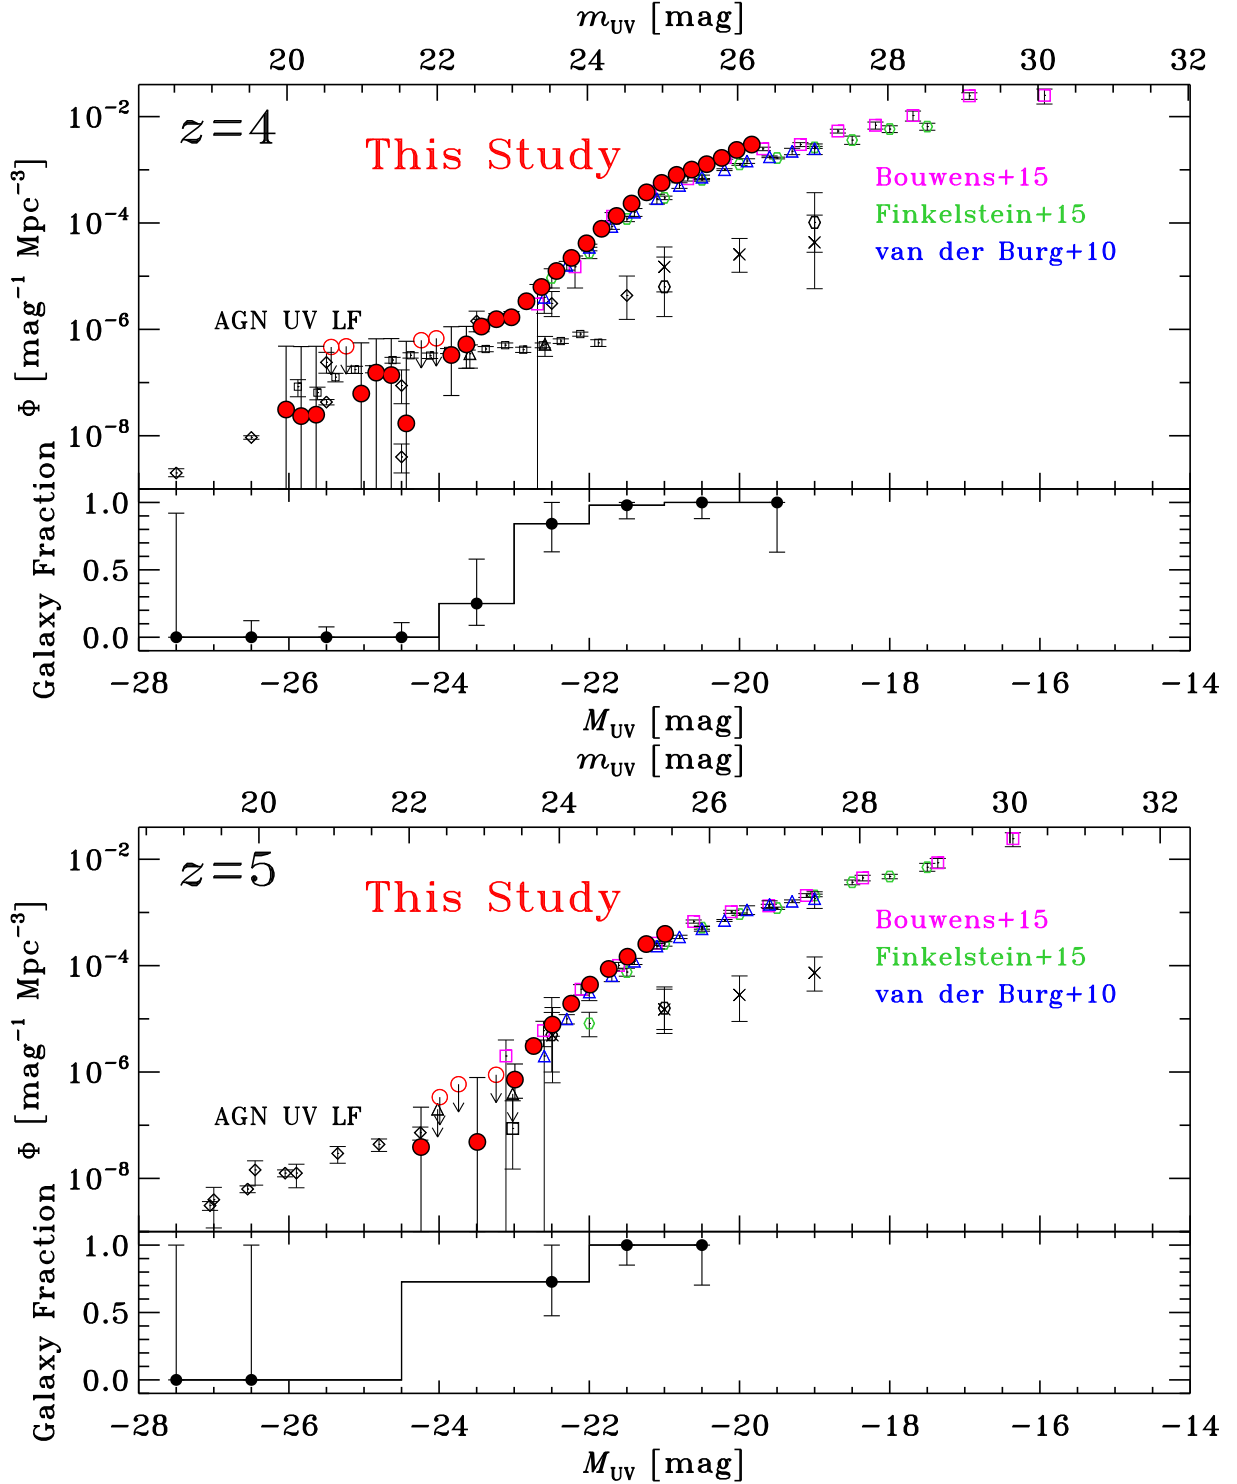 m_UV [mag]
20 22 24 26 28 30 32
z=4
This Study
Bouwens+15
Finkelstein+15
van der Burg+10
AGN UV LF
Φ [mag⁻¹ Mpc⁻³]
10⁻²
10⁻⁴
10⁻⁶
10⁻⁸
Galaxy Fraction
1.0
0.5
0.0
−28 −26 −24 −22 −20 −18 −16 −14
M_UV [mag]
m_UV [mag]
20 22 24 26 28 30 32
z=5
This Study
Bouwens+15
Finkelstein+15
van der Burg+10
AGN UV LF
Φ [mag⁻¹ Mpc⁻³]
10⁻²
10⁻⁴
10⁻⁶
10⁻⁸
Galaxy Fraction
1.0
0.5
0.0
−28 −26 −24 −22 −20 −18 −16 −14
M_UV [mag]